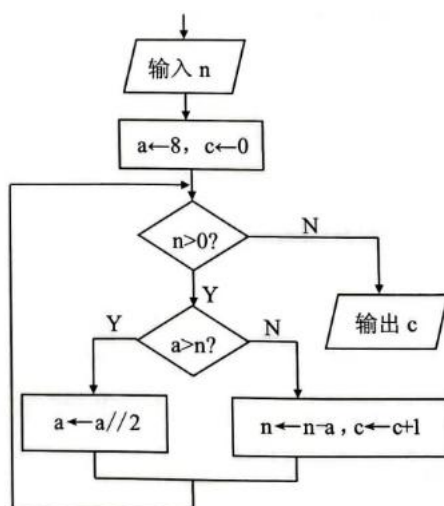 输入 n
a←8, c←0
n>0?
N
Y
Y
a>n?
N
输出 c
a←a//2
n←n-a, c←c+1